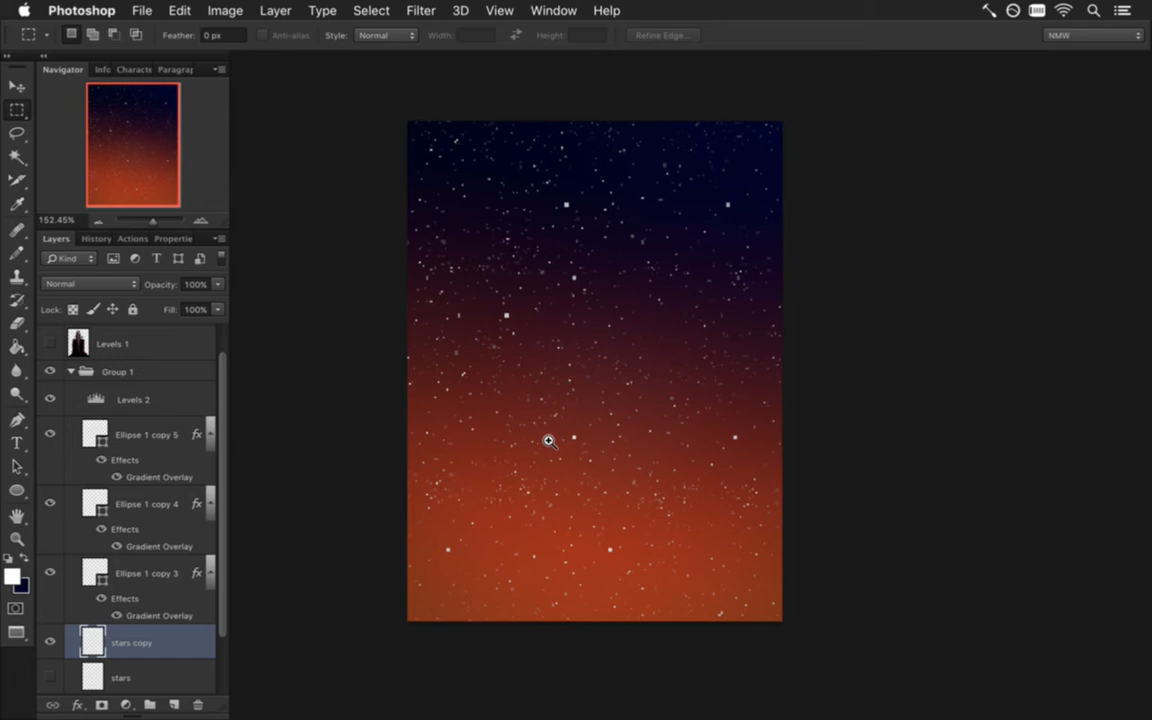 Photoshop File Edit Image Layer Type Select Filter 3D View Window Help
Feather: 0 px Anti-alias Style: Normal Width: Height: Refine Edge... NMW
Navigator Info Characte Paragrap
152.45%
Layers History Actions Propertie
Kind
Normal Opacity: 100%
Lock: Fill: 100%
Levels 1
Group 1
Levels 2
Ellipse 1 copy 5 fx
Effects
Gradient Overlay
Ellipse 1 copy 4 fx
Effects
Gradient Overlay
Ellipse 1 copy 3 fx
Effects
Gradient Overlay
stars copy
stars
fx